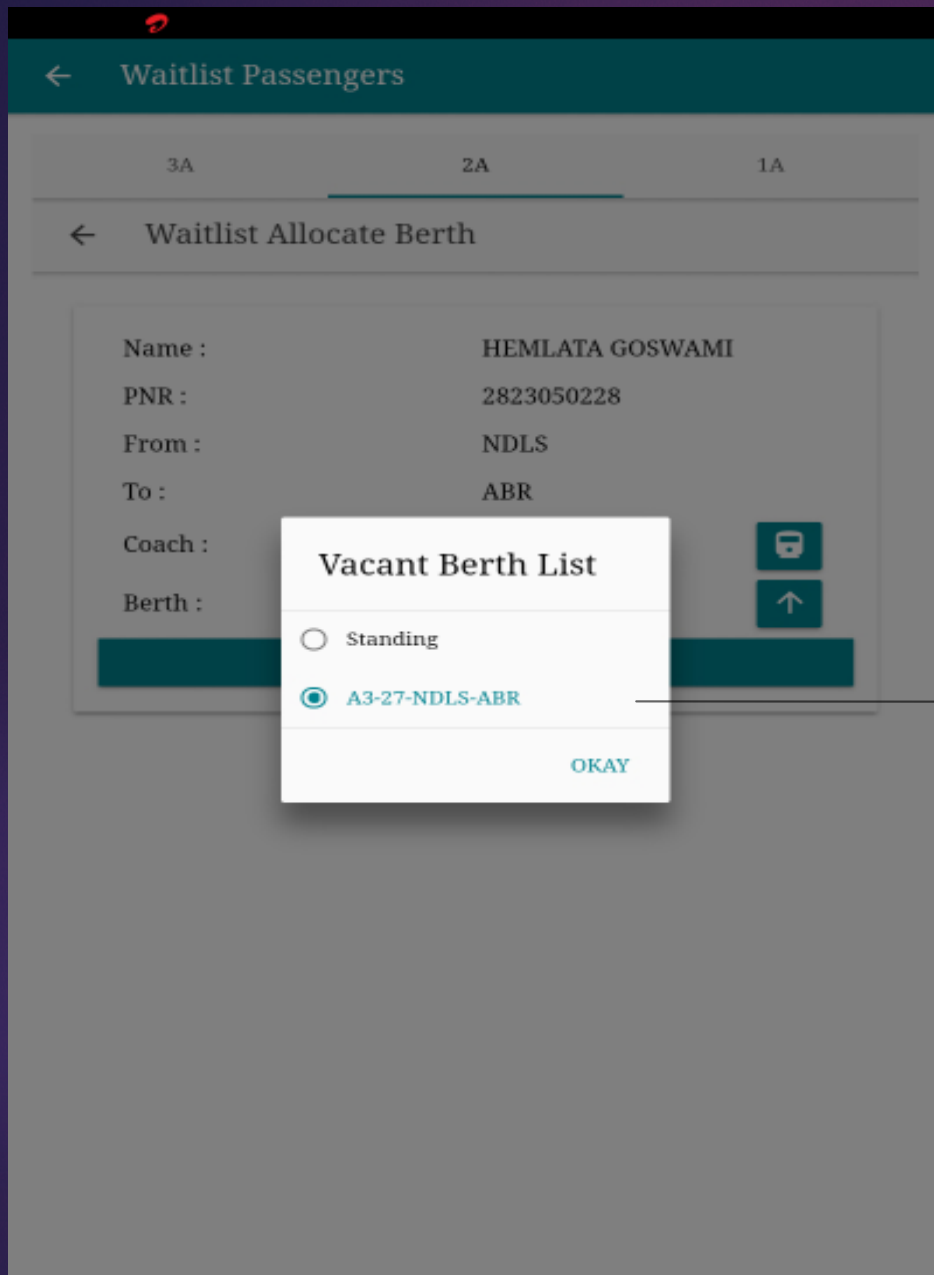 Waitlist Passengers
3A 2A 1A
Waitlist Allocate Berth
Name : HEMLATA GOSWAMI
PNR : 2823050228
From : NDLS
To : ABR
Coach :
Berth :
Vacant Berth List
Standing
A3-27-NDLS-ABR
OKAY